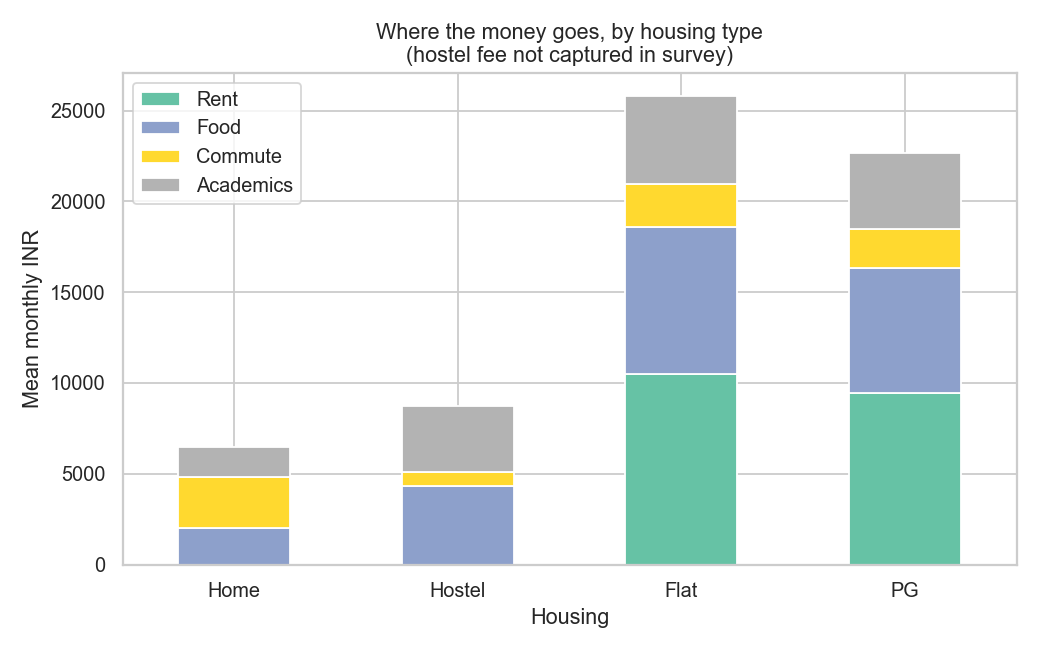 Where the money goes, by housing type
(hostel fee not captured in survey)
Rent
Food
Commute
Academics
25000
20000
15000
10000
5000
0
Mean monthly INR
Home
Hostel
Flat
PG
Housing